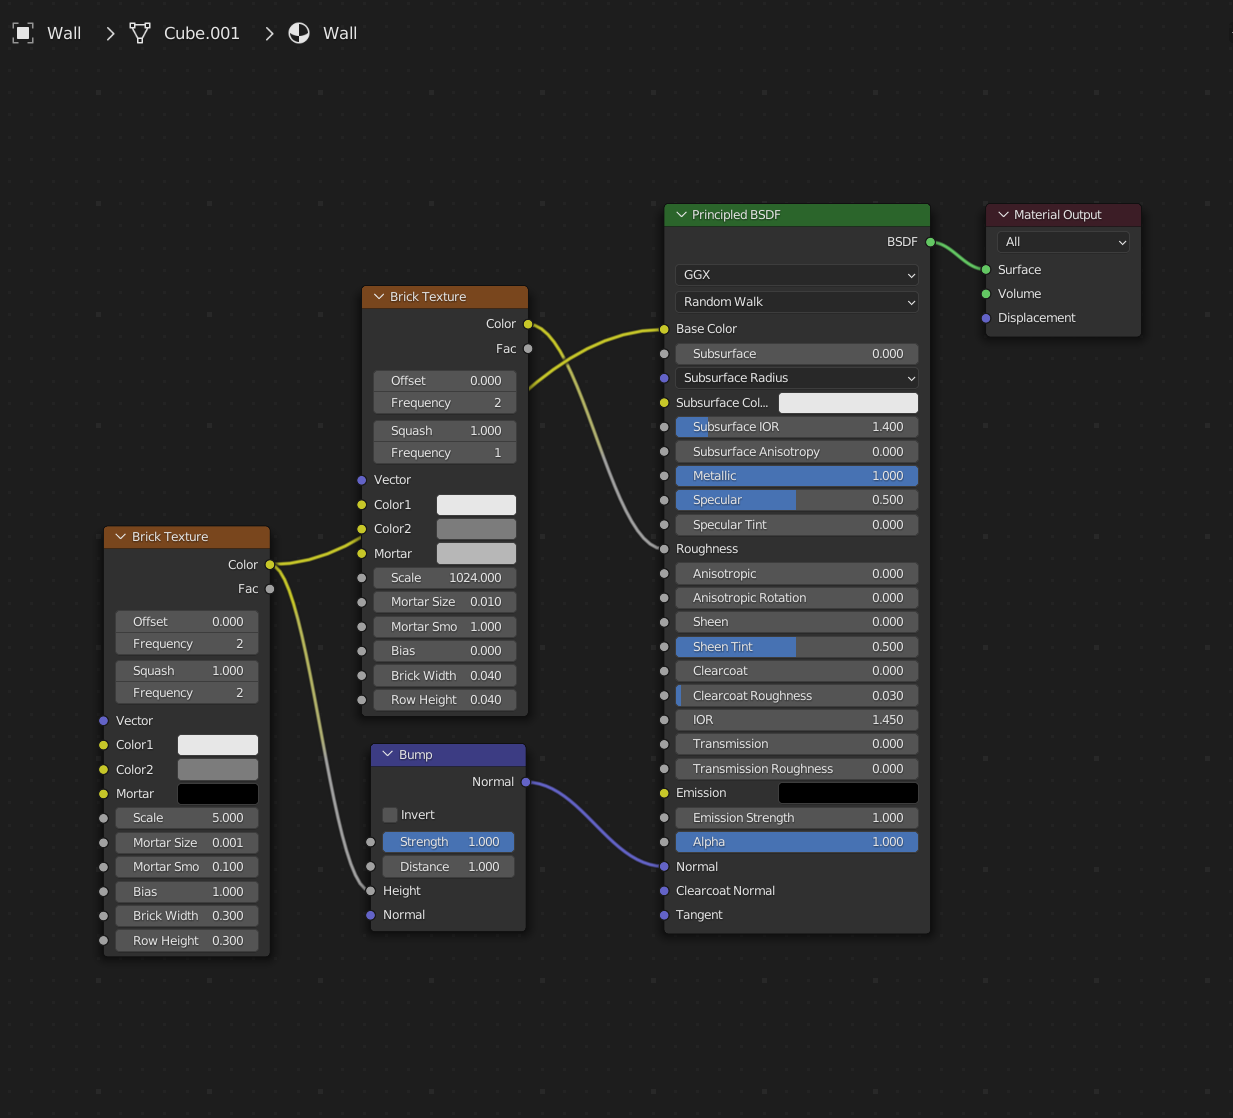 Wall > Cube.001 > Wall
Brick Texture
Color
Fac
Offset 0.000
Frequency 2
Squash 1.000
Frequency 2
Vector
Color1
Color2
Mortar
Scale 5.000
Mortar Size 0.001
Mortar Smo 0.100
Bias 1.000
Brick Width 0.300
Row Height 0.300
Brick Texture
Color
Fac
Offset 0.000
Frequency 2
Squash 1.000
Frequency 1
Vector
Color1
Color2
Mortar
Scale 1024.000
Mortar Size 0.010
Mortar Smo 1.000
Bias 0.000
Brick Width 0.040
Row Height 0.040
Bump
Normal
Invert
Strength 1.000
Distance 1.000
Height
Normal
Principled BSDF
BSDF
GGX
Random Walk
Base Color
Subsurface 0.000
Subsurface Radius
Subsurface Col...
Subsurface IOR 1.400
Subsurface Anisotropy 0.000
Metallic 1.000
Specular 0.500
Specular Tint 0.000
Roughness
Anisotropic 0.000
Anisotropic Rotation 0.000
Sheen 0.000
Sheen Tint 0.500
Clearcoat 0.000
Clearcoat Roughness 0.030
IOR 1.450
Transmission 0.000
Transmission Roughness 0.000
Emission
Emission Strength 1.000
Alpha 1.000
Normal
Clearcoat Normal
Tangent
Material Output
All
Surface
Volume
Displacement